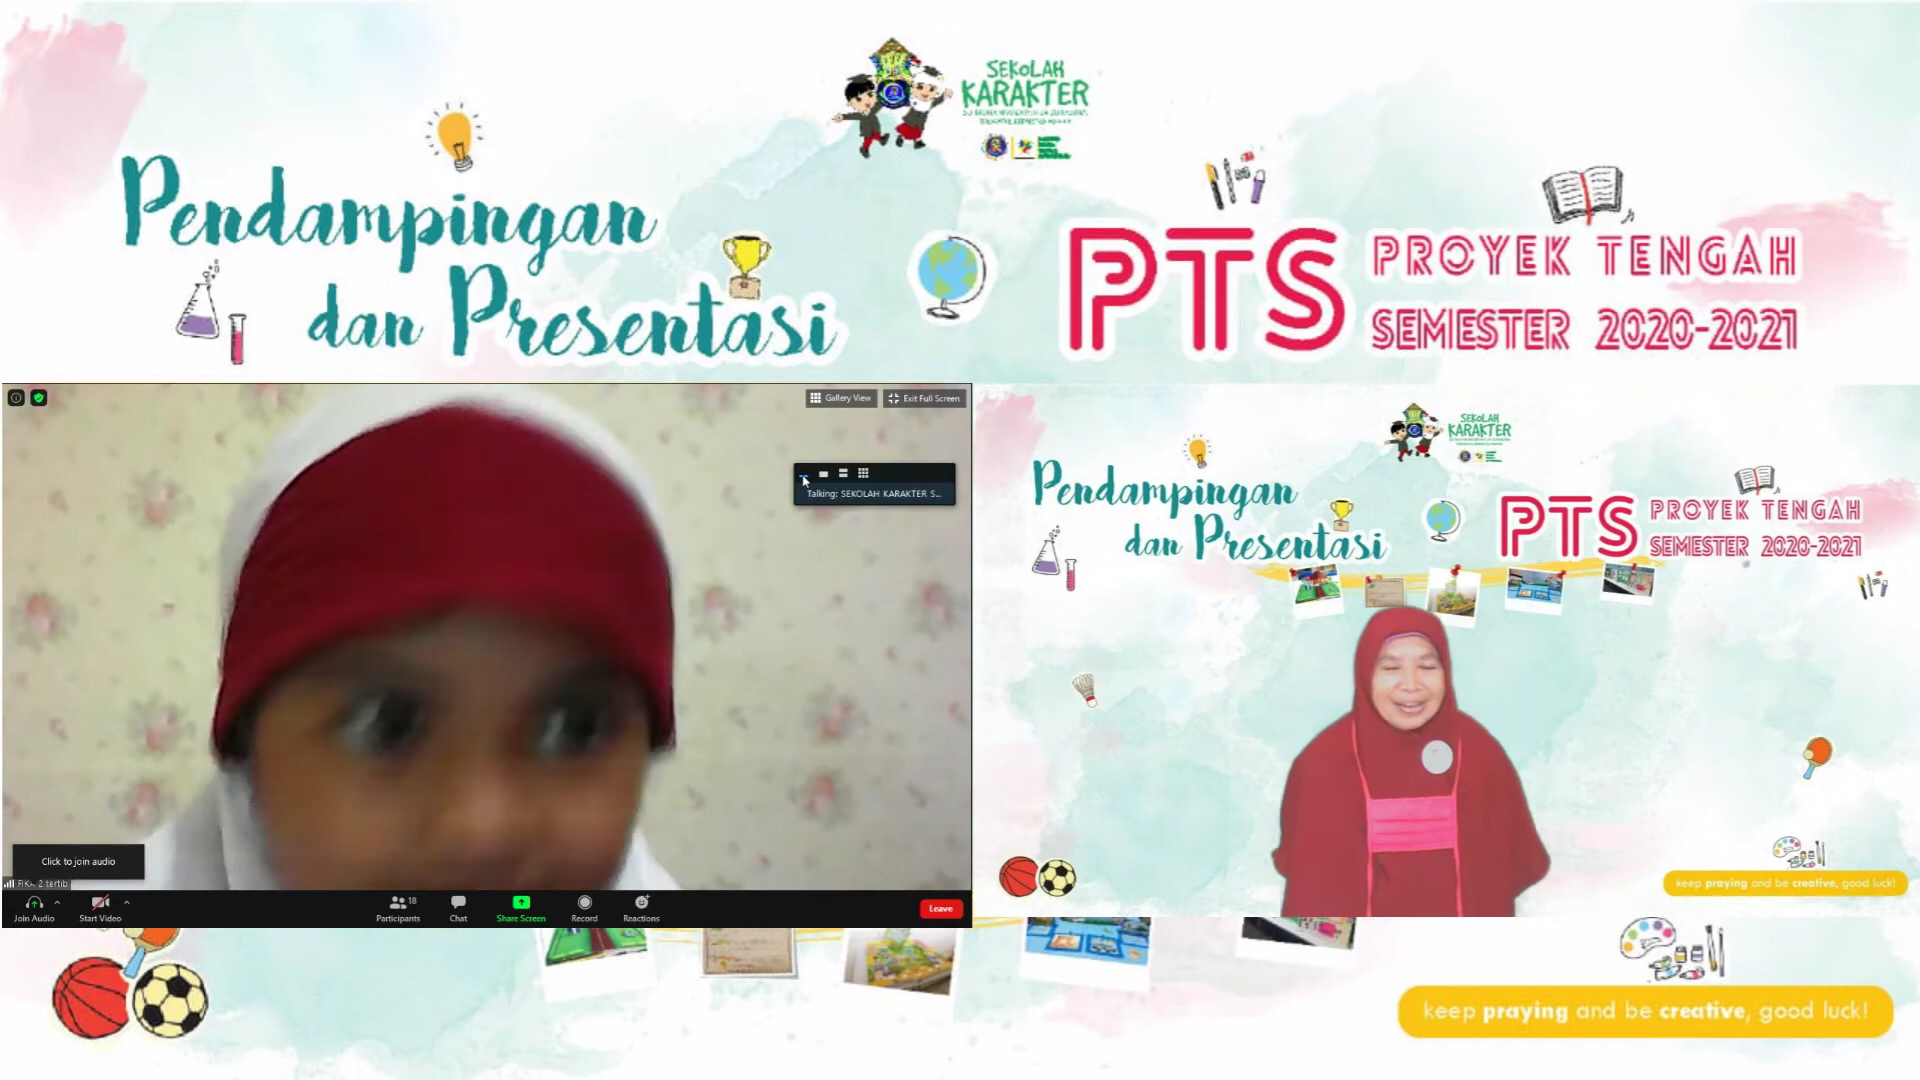 SEKOLAH
KARAKTER
Pendampingan
dan Presentasi
PTS
PROYEK TENGAH
SEMESTER 2020-2021
Gallery View
Exit Full Screen
Talking: SEKOLAH KARAKTER S...
Click to join audio
2 tertib
Join Audio
Start Video
Participants
18
Chat
Share Screen
Record
Reactions
Leave
SEKOLAH
KARAKTER
Pendampingan
dan Presentasi
PTS
PROYEK TENGAH
SEMESTER 2020-2021
keep praying and be creative, good luck!
keep praying and be creative, good luck!